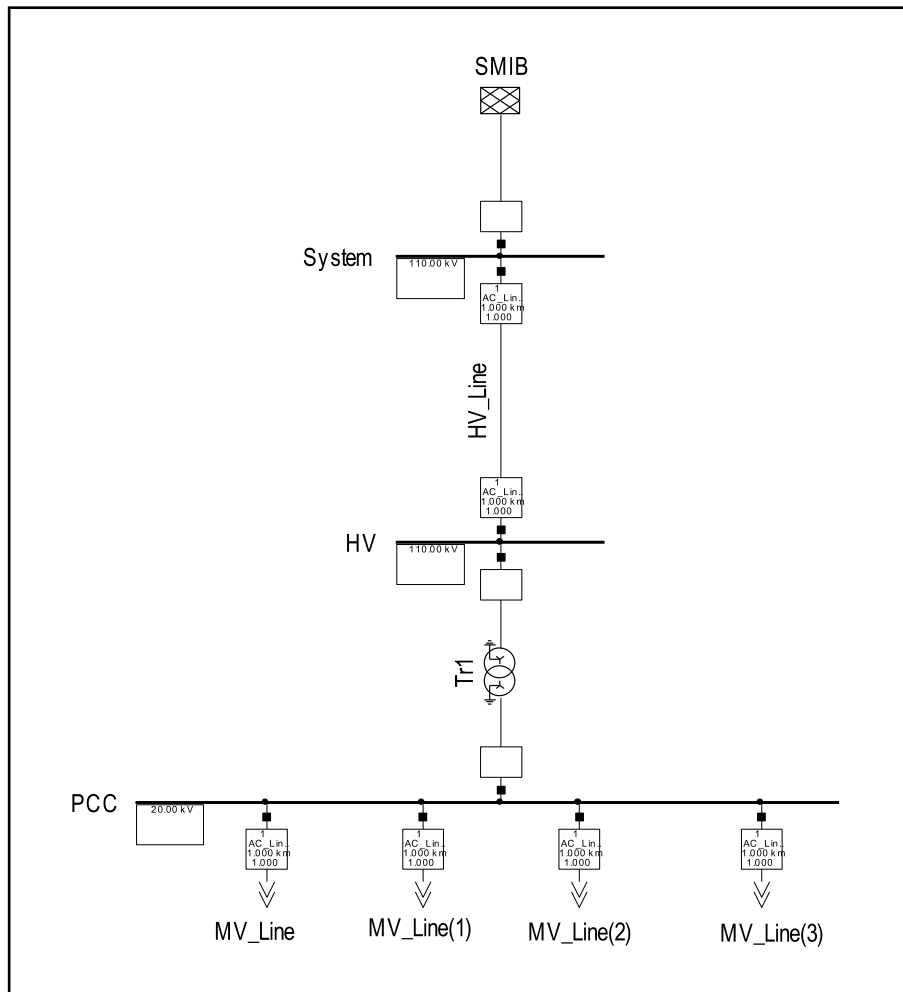 SMIB
System
110.00 kV
1
AC_Lin..
1.000 km
1.000
HV_Line
1
AC_Lin..
1.000 km
1.000
HV
110.00 kV
Tr1
PCC
20.00 kV
1
AC_Lin..
1.000 km
1.000
1
AC_Lin..
1.000 km
1.000
1
AC_Lin..
1.000 km
1.000
1
AC_Lin..
1.000 km
1.000
MV_Line
MV_Line(1)
MV_Line(2)
MV_Line(3)